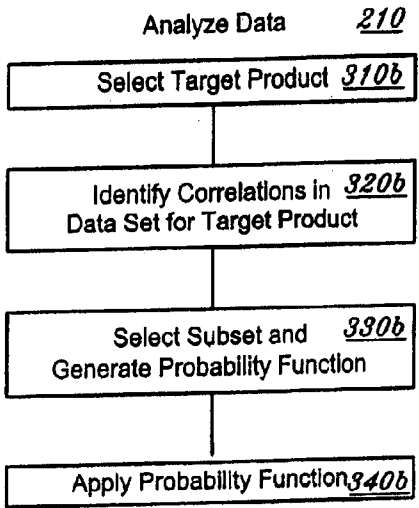 Analyze Data 210
Select Target Product 310b
Identify Correlations in 320b
Data Set for Target Product
Select Subset and 330b
Generate Probability Function
Apply Probability Function 340b